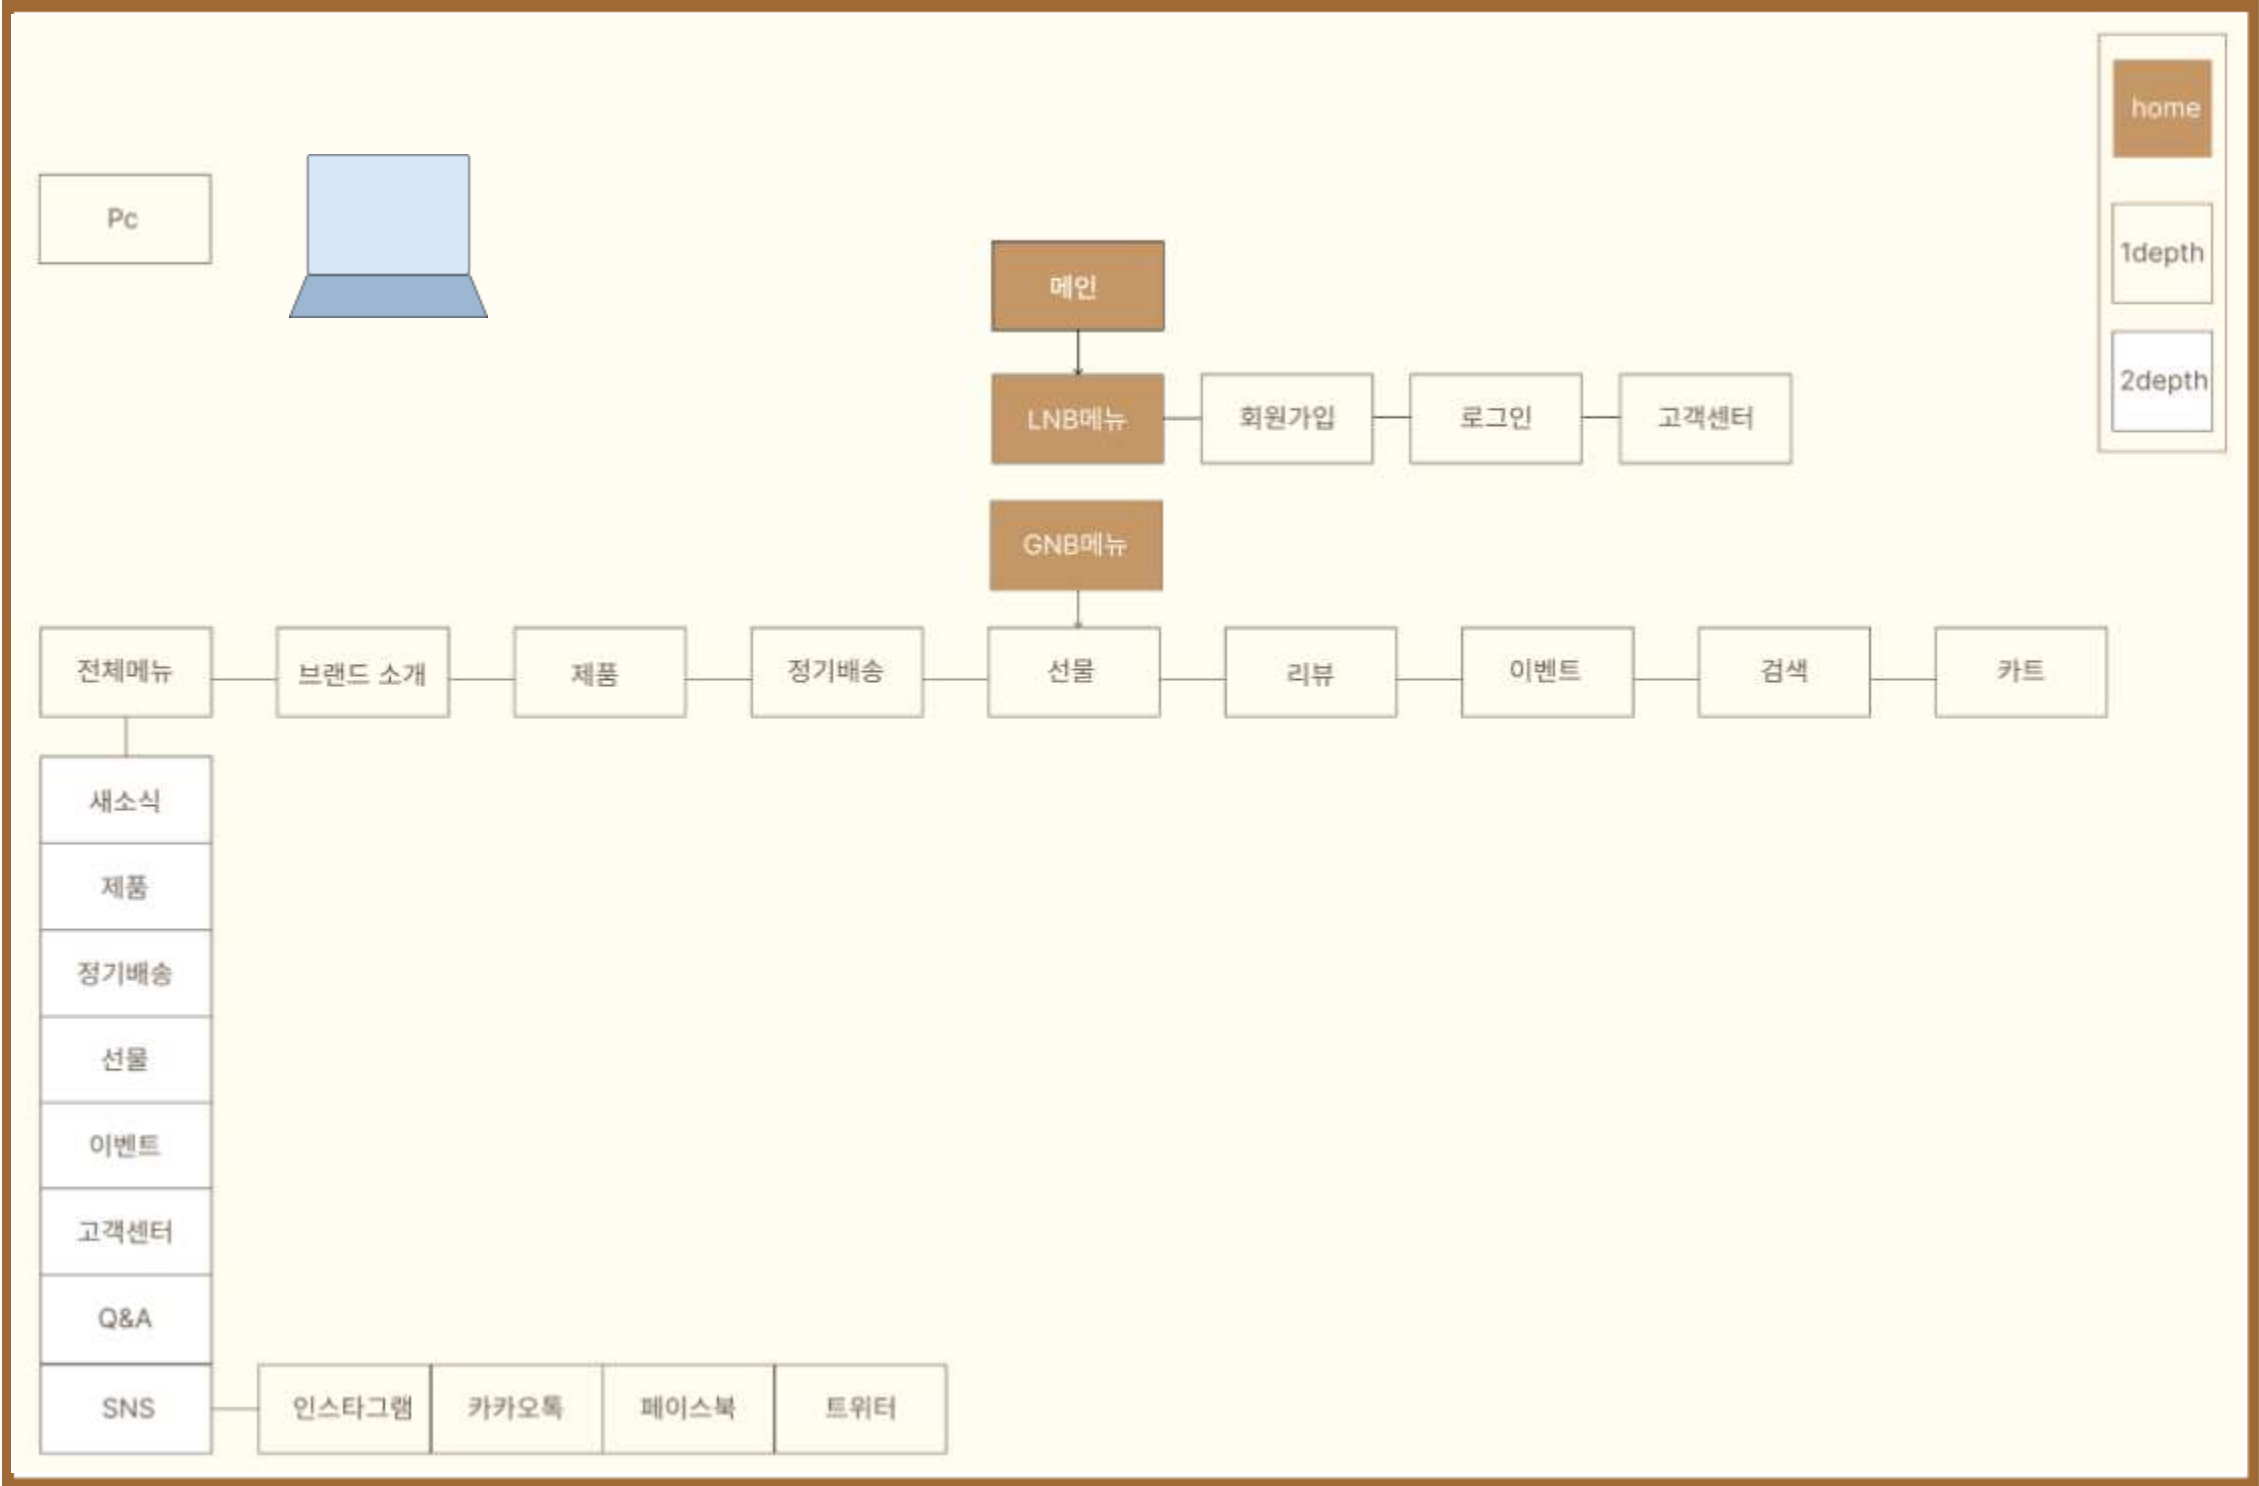 home
Pc
1depth
메인
2depth
LNB메뉴
회원가입
로그인
고객센터
GNB메뉴
전체메뉴
브랜드 소개
제품
정기배송
선물
리뷰
이벤트
검색
카트
새소식
제품
정기배송
선물
이벤트
고객센터
Q&A
SNS
인스타그램
카카오톡
페이스북
트위터